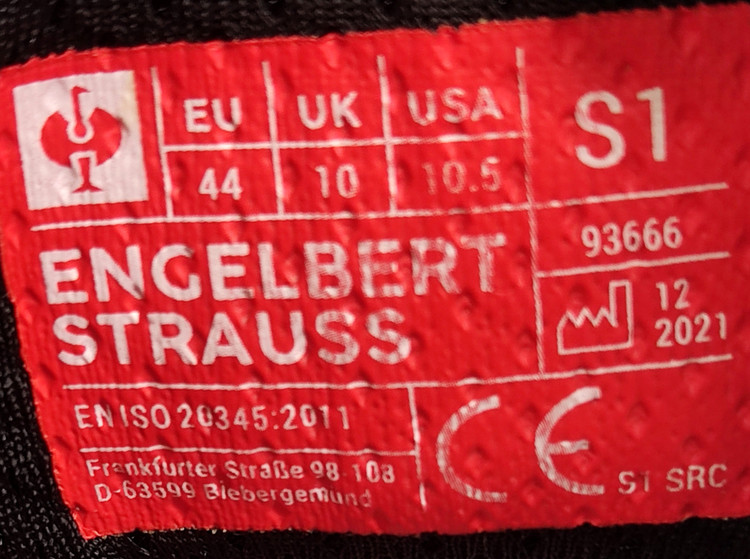 EU UK USA
44 10 10.5
S1
93666
12
2021
ENGELBERT
STRAUSS
EN ISO 20345:2011
Frankfurter Straße 98-108
D-63599 Biebergemünd
CE
S1 SRC